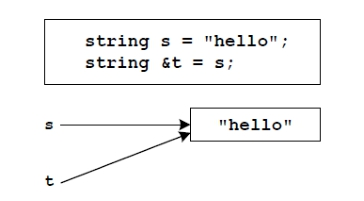 string s = "hello";
string &t = s;
s
"hello"
t